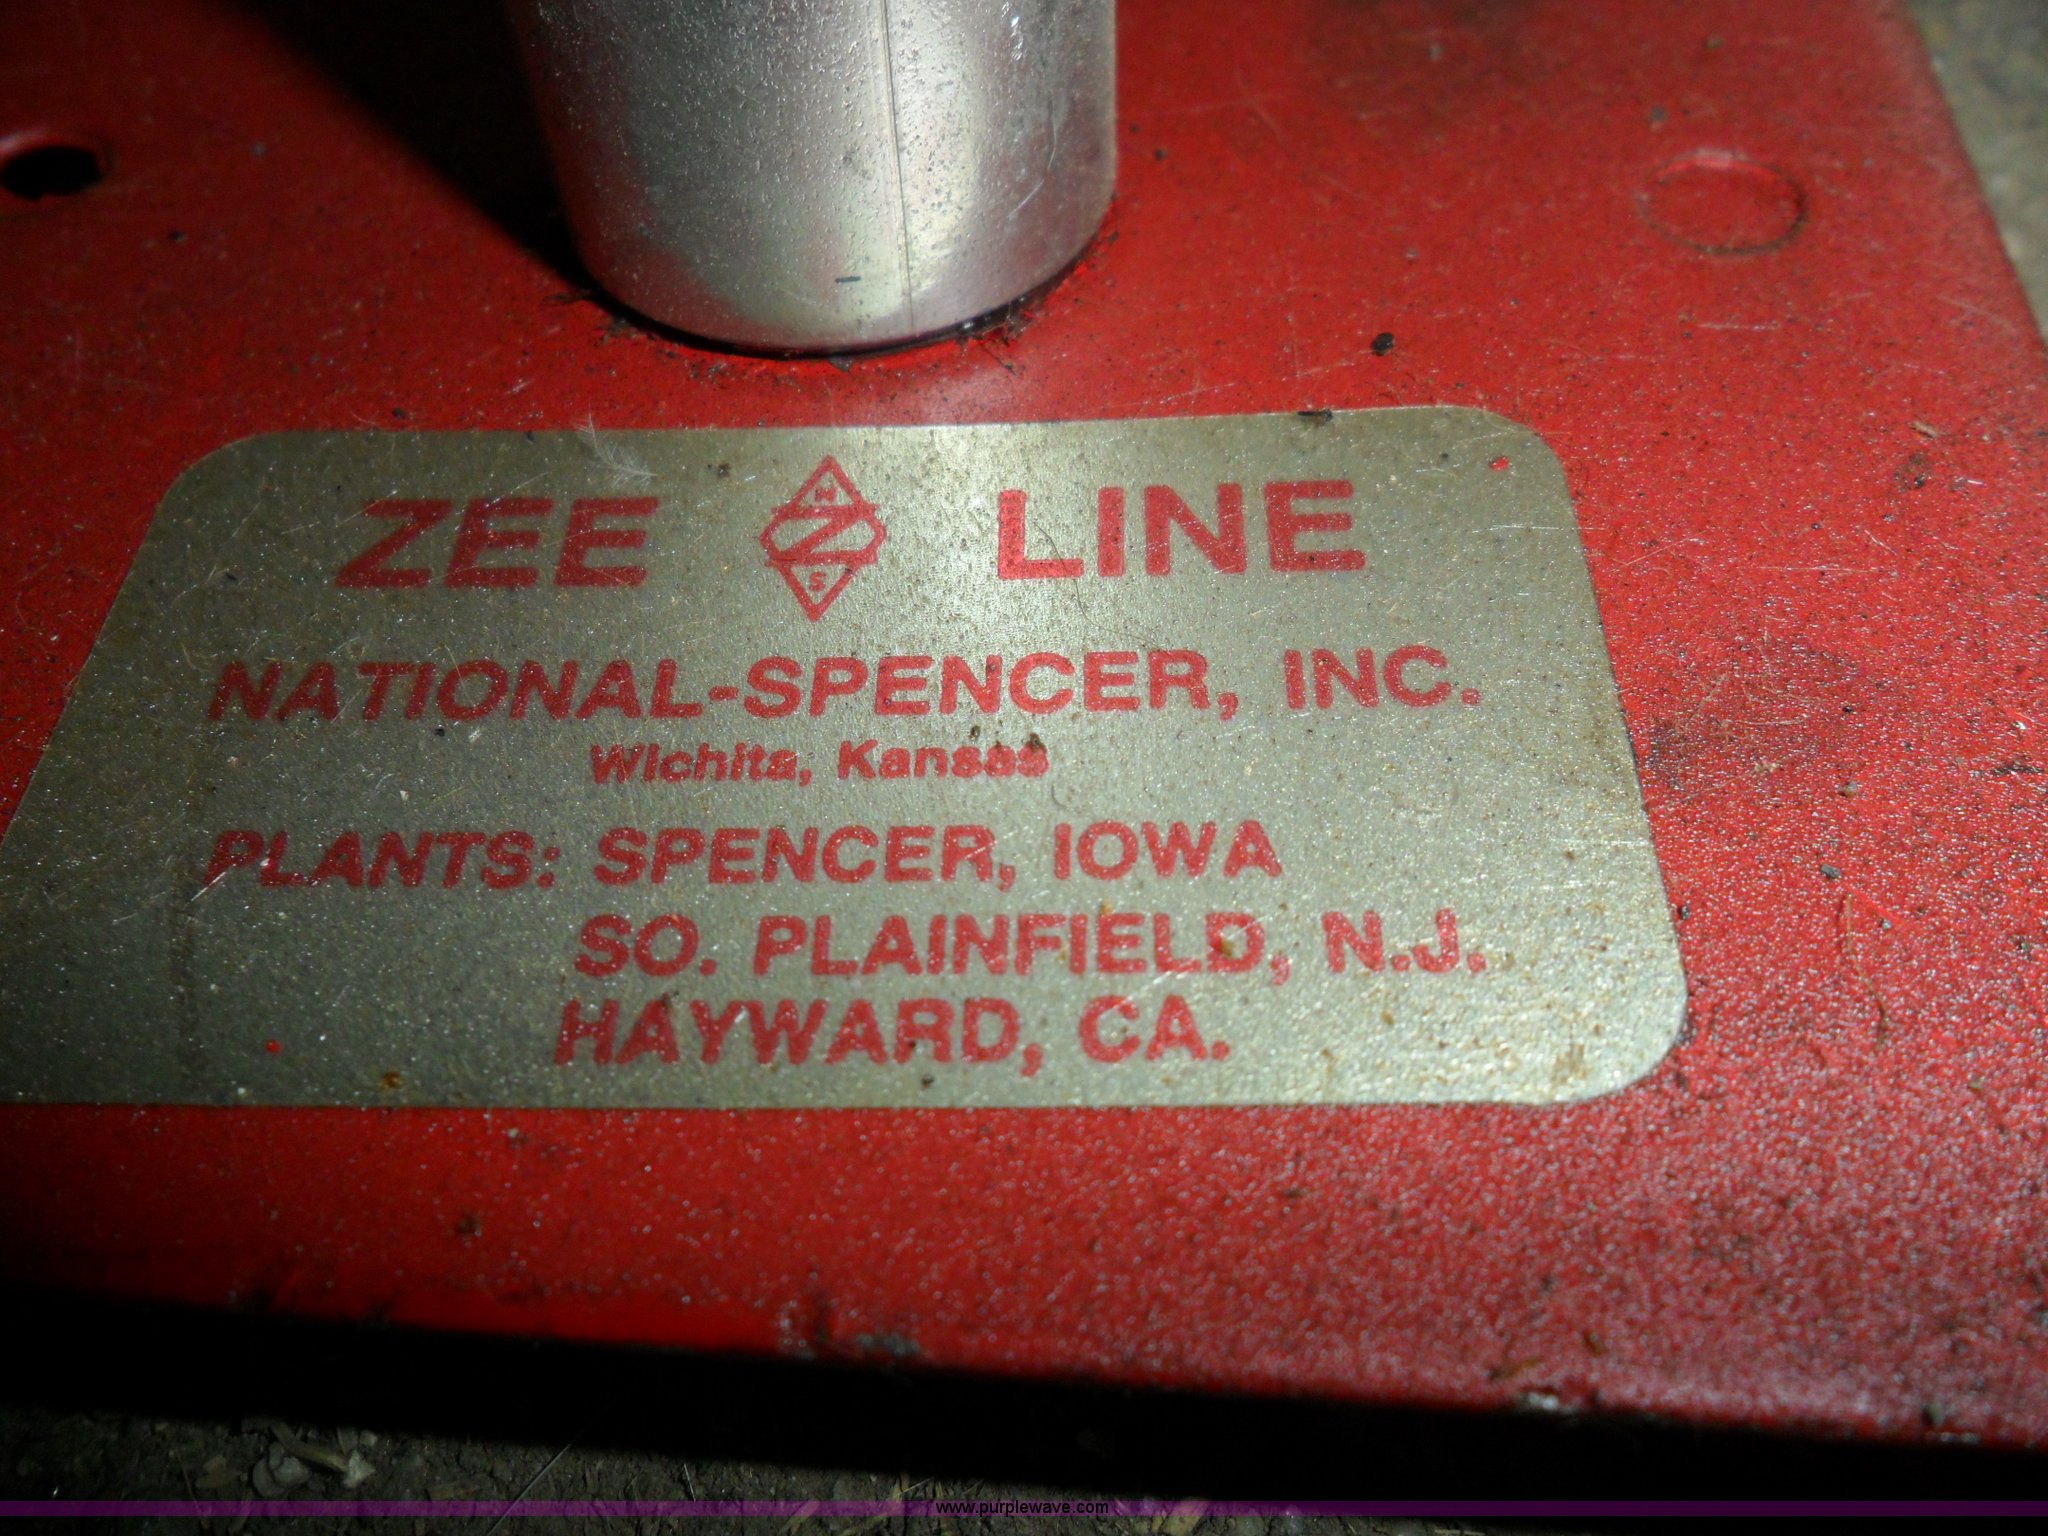 ZEE N Z S LINE
NATIONAL-SPENCER, INC.
Wichita, Kansas
PLANTS: SPENCER, IOWA
SO. PLAINFIELD, N.J.
HAYWARD, CA.
www.purplewave.com